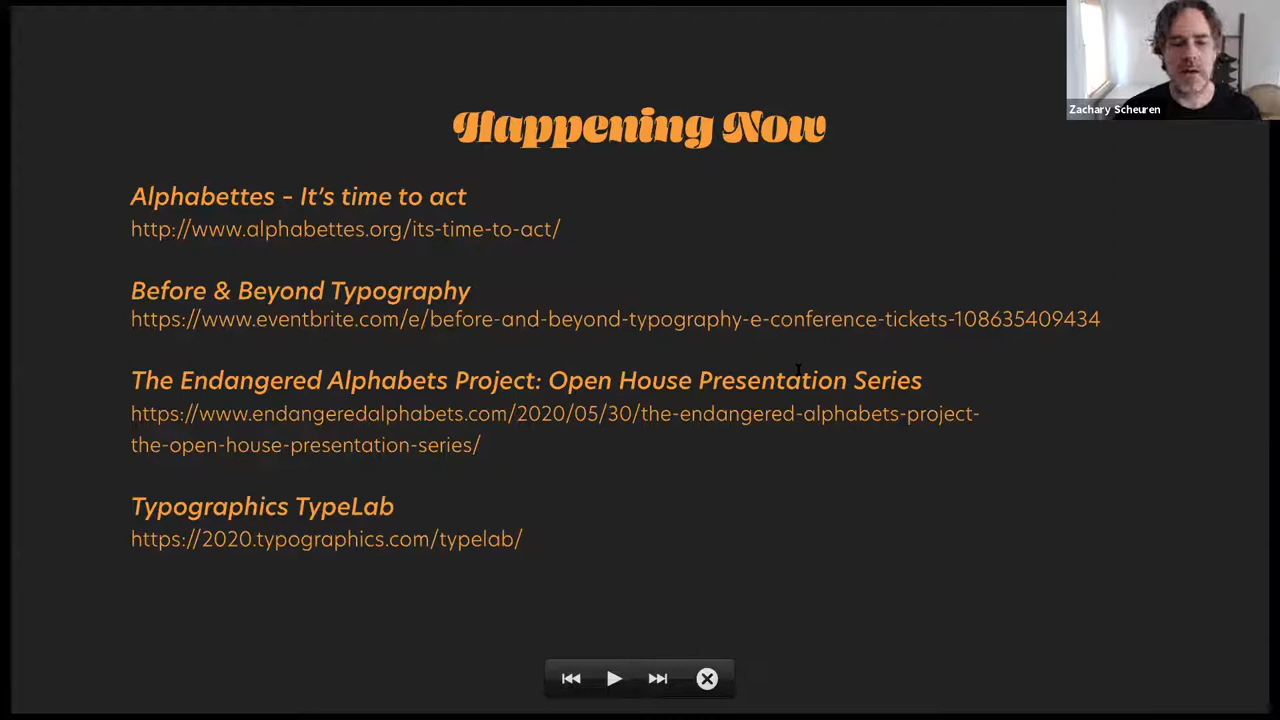 Zachary Scheuren
Happening Now
Alphabettes – It’s time to act
http://www.alphabettes.org/its-time-to-act/
Before & Beyond Typography
https://www.eventbrite.com/e/before-and-beyond-typography-e-conference-tickets-108635409434
The Endangered Alphabets Project: Open House Presentation Series
https://www.endangeredalphabets.com/2020/05/30/the-endangered-alphabets-project-
the-open-house-presentation-series/
Typographics TypeLab
https://2020.typographics.com/typelab/